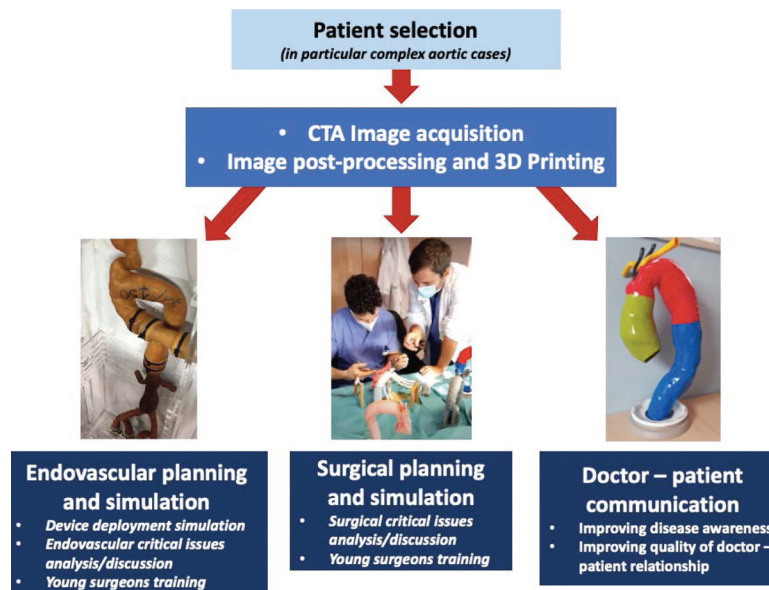 Patient selection
(in particular complex aortic cases)
• CTA Image acquisition
• Image post-processing and 3D Printing
Endovascular planning
and simulation
• Device deployment simulation
• Endovascular critical issues
analysis/discussion
• Young surgeons training
Surgical planning
and simulation
• Surgical critical issues
analysis/discussion
• Young surgeons training
Doctor – patient
communication
• Improving disease awareness
• Improving quality of doctor –
patient relationship